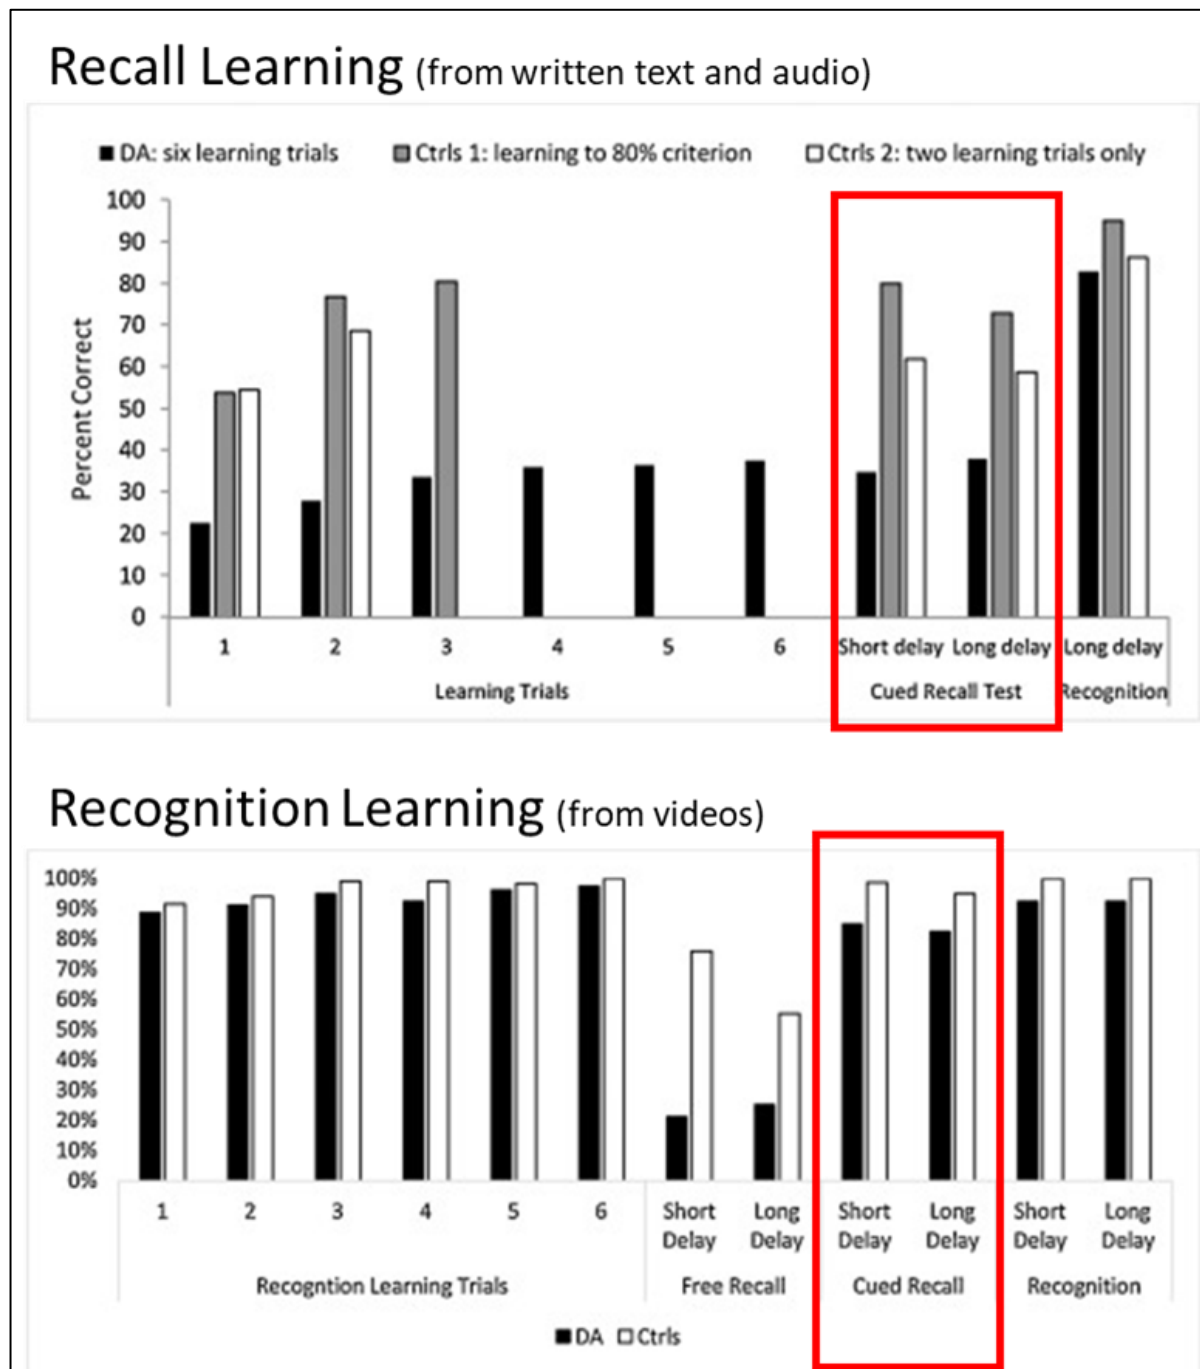 Recall Learning (from written text and audio)
DA: six learning trials Ctrls 1: learning to 80% criterion Ctrls 2: two learning trials only
100
90
80
70
60
50
40
30
20
10
0
Percent Correct
1 2 3 4 5 6 Short delay Long delay Long delay
Learning Trials Cued Recall Test Recognition
Recognition Learning (from videos)
100%
90%
80%
70%
60%
50%
40%
30%
20%
10%
0%
1 2 3 4 5 6 Short Long Short Long Short Long
Delay Delay Delay Delay Delay Delay
Recogntion Learning Trials Free Recall Cued Recall Recognition
DA Ctrls